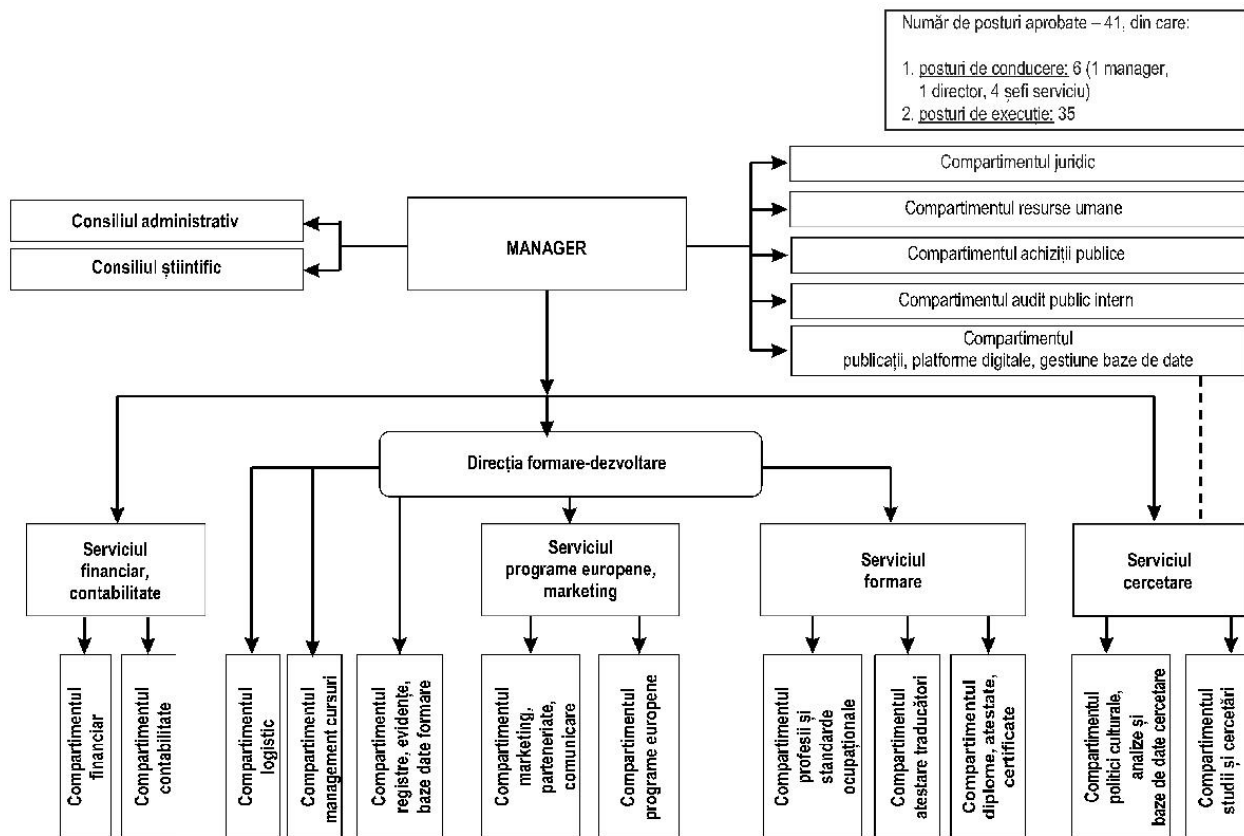 Număr de posturi aprobate – 41, din care:
1. posturi de conducere: 6 (1 manager,
1 director, 4 șefi serviciu)
2. posturi de execuție: 35
Compartimentul juridic
Compartimentul resurse umane
Compartimentul achiziții publice
Compartimentul audit public intern
Compartimentul
publicații, platforme digitale, gestiune baze de date
Consiliul administrativ
Consiliul științific
MANAGER
Direcția formare-dezvoltare
Serviciul
financiar,
contabilitate
Serviciul
programe europene,
marketing
Serviciul
formare
Serviciul
cercetare
Compartimentul
financiar
Compartimentul
contabilitate
Compartimentul
logistic
Compartimentul
management cursuri
Compartimentul
registre, evidențe,
baze date formare
Compartimentul
marketing,
parteneriate,
comunicare
Compartimentul
programe europene
Compartimentul
profesii și
standarde
ocupaționale
Compartimentul
atestare traducători
Compartimentul
diplome, atestate,
certificate
Compartimentul
politici culturale,
analize și
baze de date cercetare
Compartimentul
studii și cercetări